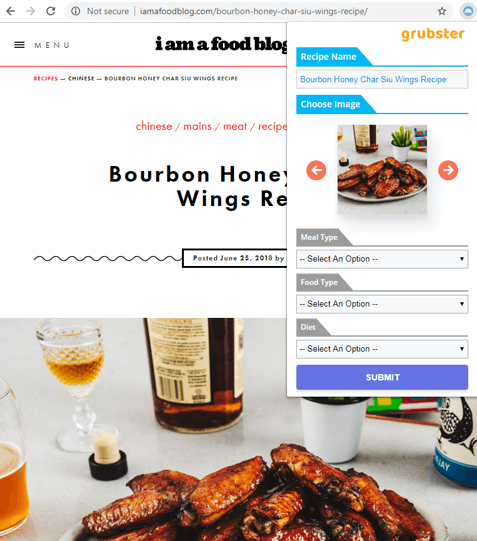 Not secure | iamafoodblog.com/bourbon-honey-char-siu-wings-recipe/
grubster
MENU
i am a food blog
Recipe Name
Bourbon Honey Char Siu Wings Recipe
RECIPES → CHINESE → BOURBON HONEY CHAR SIU WINGS RECIPE
Choose Image
chinese / mains / meat / recipe
Bourbon Honey
Wings Re
Meal Type
-- Select An Option --
Posted June 25, 2018 by
Food Type
-- Select An Option --
Diet
-- Select An Option --
SUBMIT